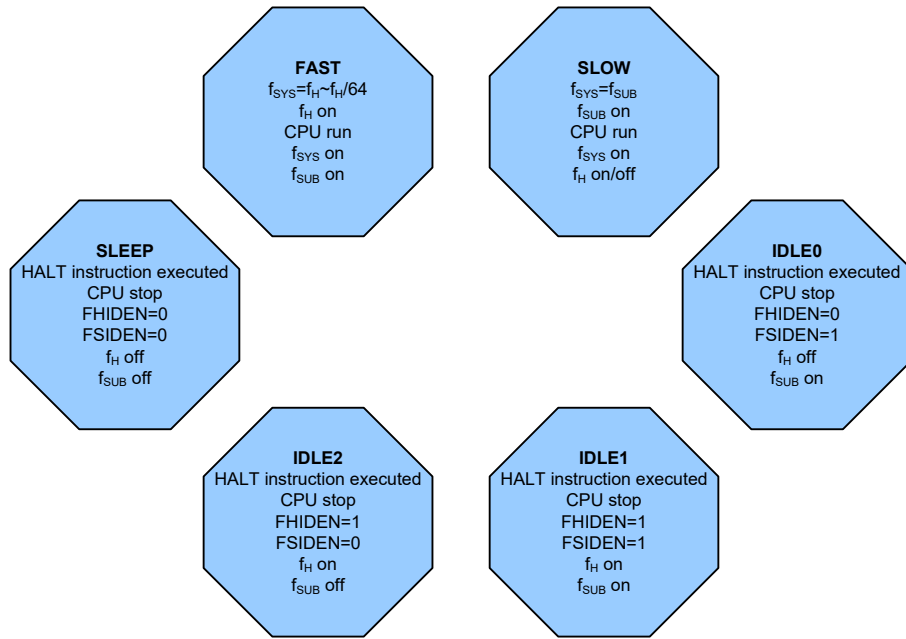 FAST
fSYS=fH~fH/64
fH on
CPU run
fSYS on
fSUB on
SLOW
fSYS=fSUB
fSUB on
CPU run
fSYS on
fH on/off
SLEEP
HALT instruction executed
CPU stop
FHIDEN=0
FSIDEN=0
fH off
fSUB off
IDLE0
HALT instruction executed
CPU stop
FHIDEN=0
FSIDEN=1
fH off
fSUB on
IDLE2
HALT instruction executed
CPU stop
FHIDEN=1
FSIDEN=0
fH on
fSUB off
IDLE1
HALT instruction executed
CPU stop
FHIDEN=1
FSIDEN=1
fH on
fSUB on